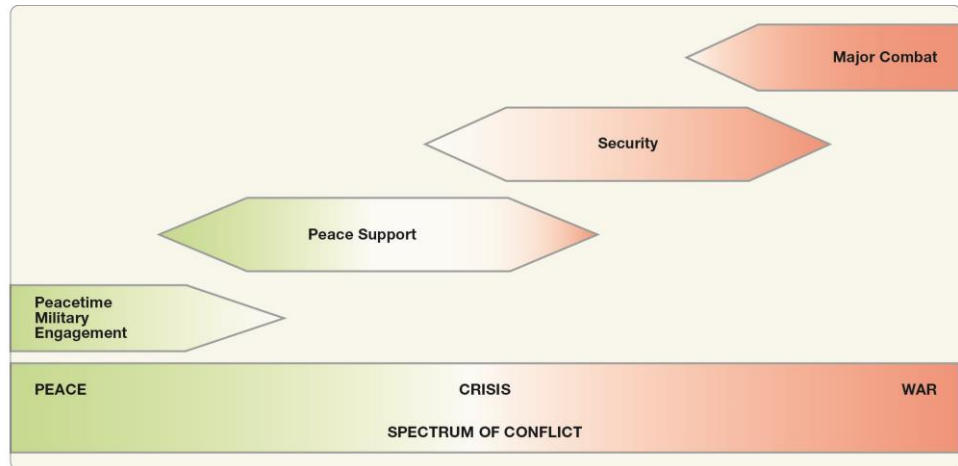 Major Combat
Security
Peace Support
Peacetime
Military
Engagement
PEACE CRISIS WAR
SPECTRUM OF CONFLICT